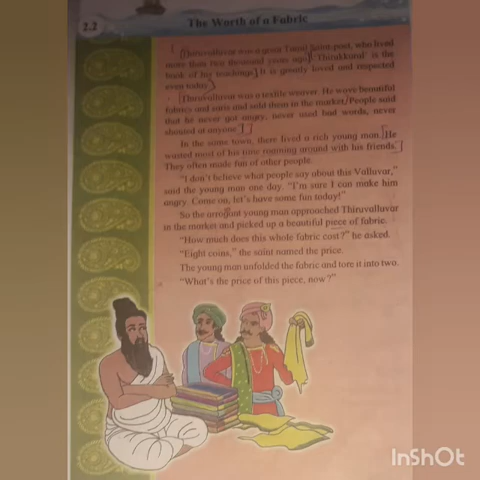 2.2
The Worth of a Fabric
Thiruvalluvar was a great Tamil Saint-poet, who lived
more than two thousand years ago. 'Thirukkural' is the
book of his teachings. It is greatly loved and respected
even today.
Thiruvalluvar was a textile weaver. He wove beautiful
fabrics and saris and sold them in the market. People said
that he never got angry, never used bad words, never
shouted at anyone.
In the same town, there lived a rich young man. He
wasted most of his time roaming around with his friends.
They often made fun of other people.
"I don't believe what people say about this Valluvar,"
said the young man one day. "I'm sure I can make him
angry. Come on, let's have some fun today!"
So the arrogant young man approached Thiruvalluvar
in the market and picked up a beautiful piece of fabric.
"How much does this whole fabric cost?" he asked.
"Eight coins," the saint named the price.
The young man unfolded the fabric and tore it into two.
"What's the price of this piece, now?"
InShOt